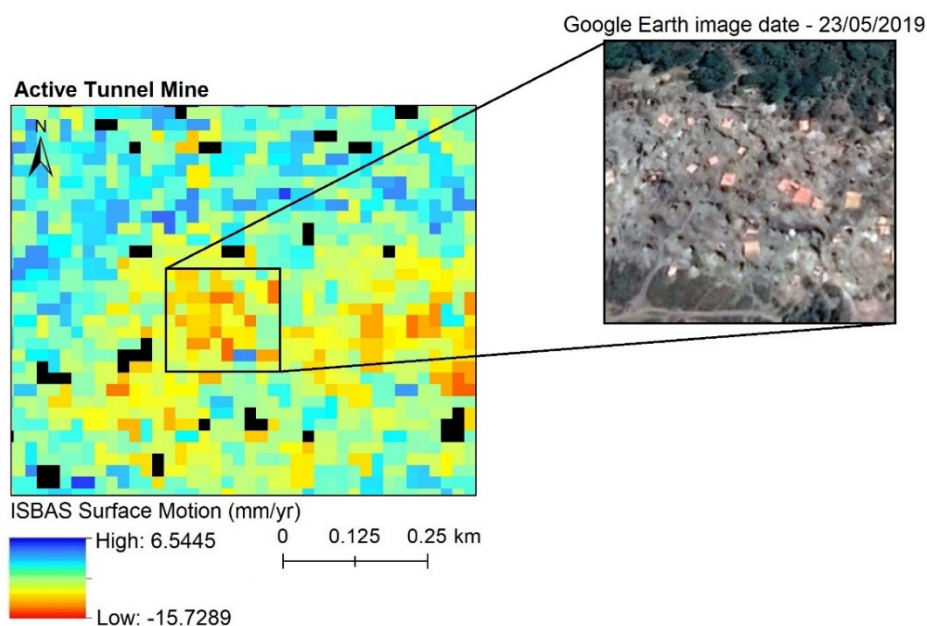 Google Earth image date - 23/05/2019
Active Tunnel Mine
N
ISBAS Surface Motion (mm/yr)
High: 6.5445
Low: -15.7289
0 0.125 0.25 km